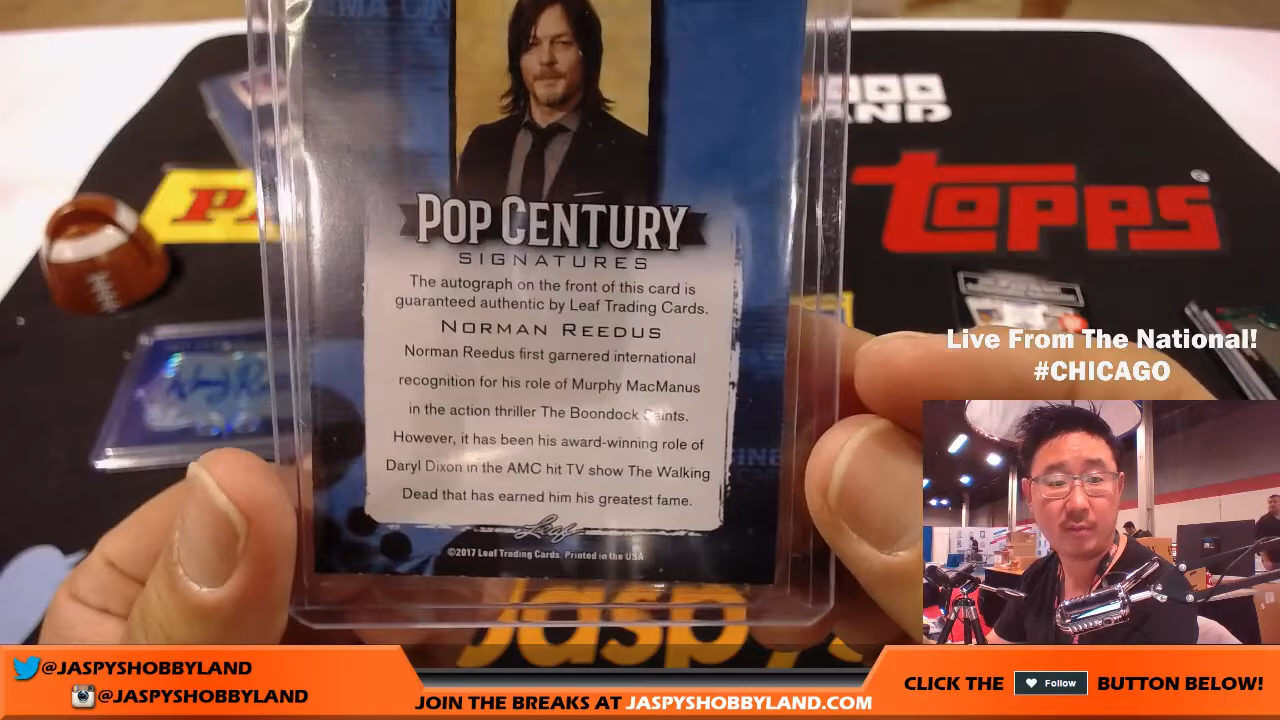 POP CENTURY
SIGNATURES
The autograph on the front of this card is
guaranteed authentic by Leaf Trading Cards.
NORMAN REEDUS
Norman Reedus first garnered international
recognition for his role of Murphy MacManus
in the action thriller The Boondock Saints.
However, it has been his award-winning role of
Daryl Dixon in the AMC hit TV show The Walking
Dead that has earned him his greatest fame.
Leaf
©2017 Leaf Trading Cards. Printed in the USA
TOPPS
®
Live From The National!
#CHICAGO
Jaspys
@JASPYSHOBBYLAND
@JASPYSHOBBYLAND
JOIN THE BREAKS AT JASPYSHOBBYLAND.COM
CLICK THE Follow BUTTON BELOW!